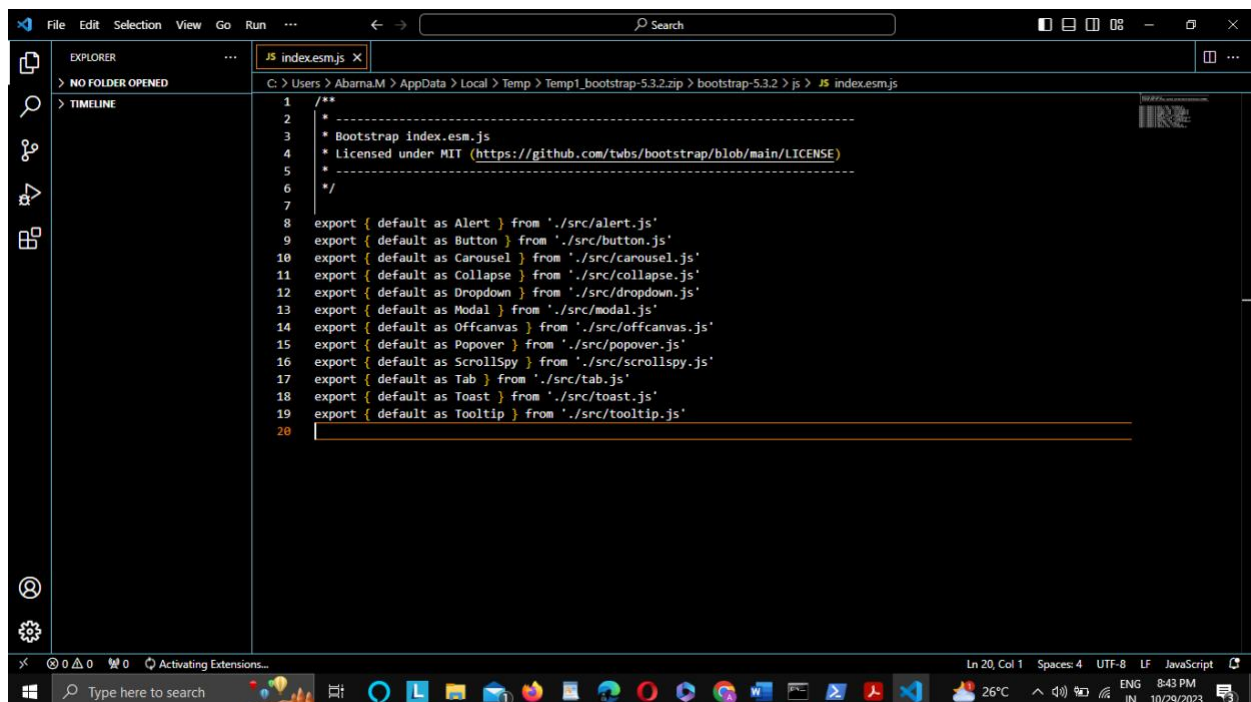 File Edit Selection View Go Run ··· Search
EXPLORER ···
JS index.esm.js
> NO FOLDER OPENED
C: > Users > Abarna.M > AppData > Local > Temp > Temp1_bootstrap-5.3.2.zip > bootstrap-5.3.2 > js > JS index.esm.js
> TIMELINE
1 /**
2 * --------------------------------------------------------------------------
3 * Bootstrap index.esm.js
4 * Licensed under MIT (https://github.com/twbs/bootstrap/blob/main/LICENSE)
5 * --------------------------------------------------------------------------
6 */
7
8 export { default as Alert } from './src/alert.js'
9 export { default as Button } from './src/button.js'
10 export { default as Carousel } from './src/carousel.js'
11 export { default as Collapse } from './src/collapse.js'
12 export { default as Dropdown } from './src/dropdown.js'
13 export { default as Modal } from './src/modal.js'
14 export { default as Offcanvas } from './src/offcanvas.js'
15 export { default as Popover } from './src/popover.js'
16 export { default as ScrollSpy } from './src/scrollspy.js'
17 export { default as Tab } from './src/tab.js'
18 export { default as Toast } from './src/toast.js'
19 export { default as Tooltip } from './src/tooltip.js'
20
0 0 0 Activating Extensions... Ln 20, Col 1 Spaces: 4 UTF-8 LF JavaScript
Type here to search 26°C ENG 8:43 PM
IN 10/29/2023